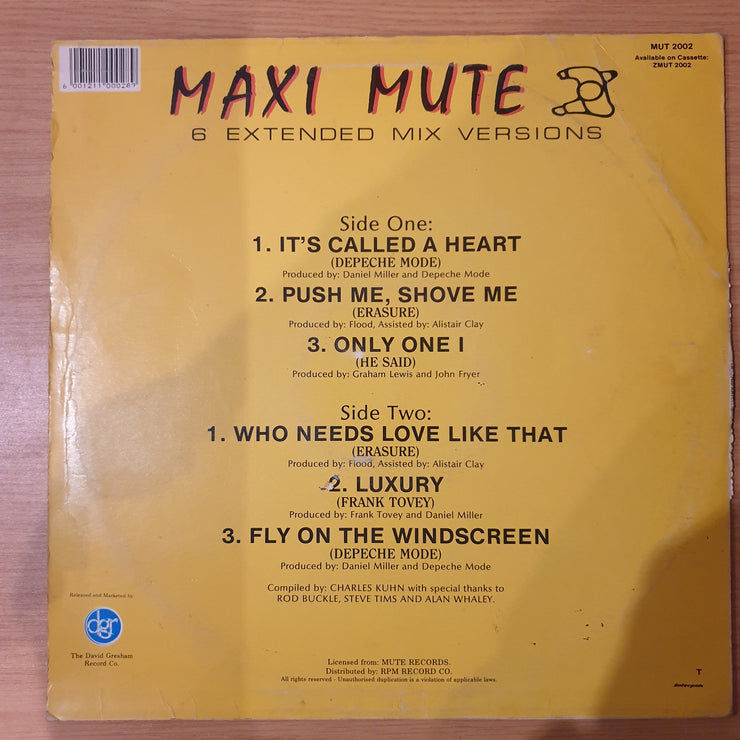 6 001211 000289
MUT 2002
Available on Cassette:
ZMUT 2002
MAXI MUTE
6 EXTENDED MIX VERSIONS
Side One:
1. IT'S CALLED A HEART
(DEPECHE MODE)
Produced by: Daniel Miller and Depeche Mode
2. PUSH ME, SHOVE ME
(ERASURE)
Produced by: Flood, Assisted by: Alistair Clay
3. ONLY ONE I
(HE SAID)
Produced by: Graham Lewis and John Fryer
Side Two:
1. WHO NEEDS LOVE LIKE THAT
(ERASURE)
Produced by: Flood, Assisted by: Alistair Clay
2. LUXURY
(FRANK TOVEY)
Produced by: Frank Tovey and Daniel Miller
3. FLY ON THE WINDSCREEN
(DEPECHE MODE)
Produced by: Daniel Miller and Depeche Mode
Compiled by: CHARLES KUHN with special thanks to
ROD BUCKLE, STEVE TIMS AND ALAN WHALEY.
Released and Marketed by
dgr
The David Gresham
Record Co.
Licensed from: MUTE RECORDS.
Distributed by: RPM RECORD CO.
All rights reserved - Unauthorised duplication is a violation of applicable laws.
T